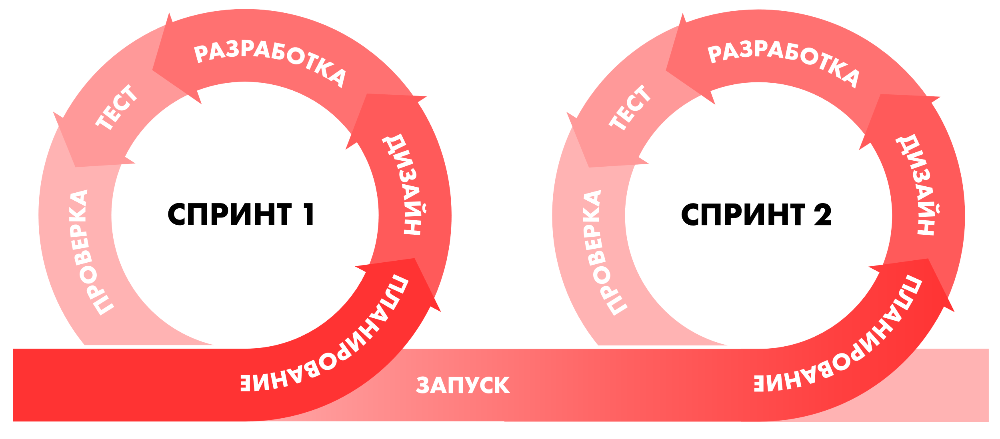 СПРИНТ 1
ПЛАНИРОВАНИЕ
ДИЗАЙН
РАЗРАБОТКА
ТЕСТ
ПРОВЕРКА
ЗАПУСК
СПРИНТ 2
ПЛАНИРОВАНИЕ
ДИЗАЙН
РАЗРАБОТКА
ТЕСТ
ПРОВЕРКА